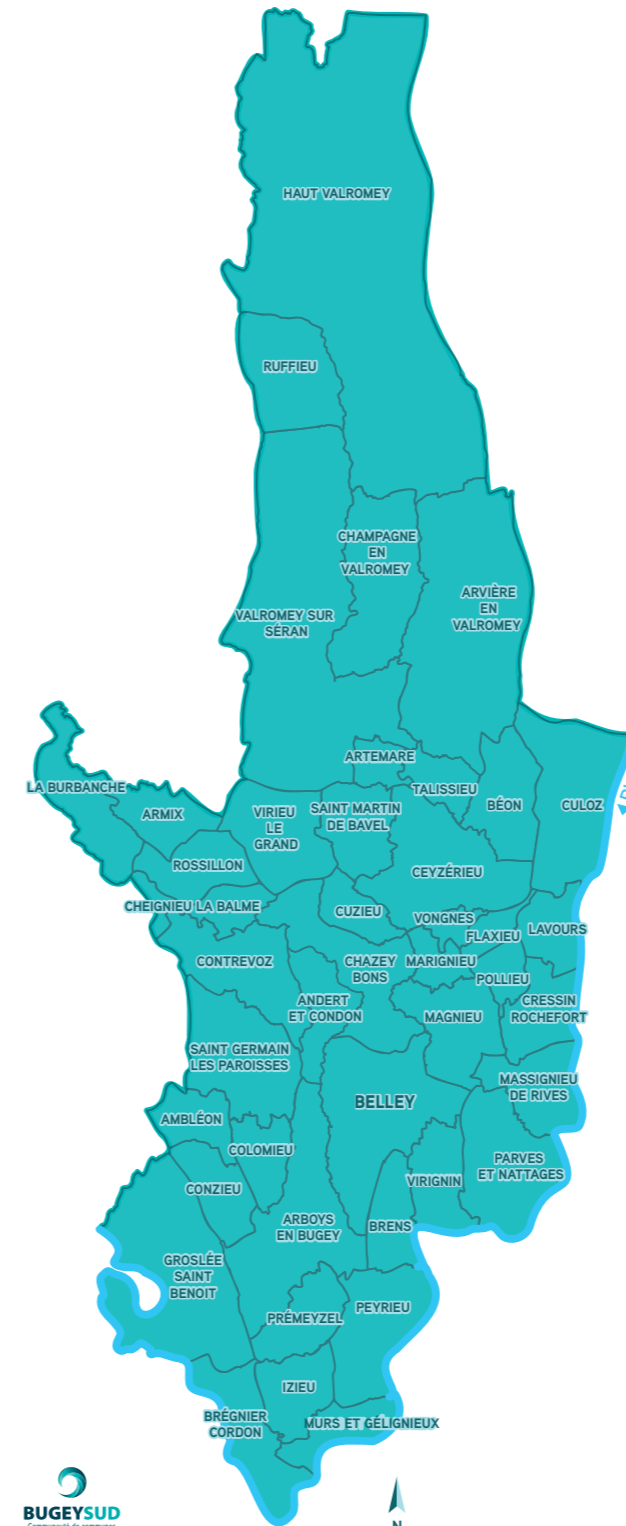 HAUT VALROMEY
RUFFIEU
CHAMPAGNE
EN
VALROMEY
ARVIÈRE
EN
VALROMEY
VALROMEY SUR
SÉRAN
ARTEMARE
TALISSIEU
BÉON
CULOZ
LA BURBANCHE
ARMIX
VIRIEU
LE
GRAND
SAINT MARTIN
DE BAVEL
ROSSILLON
CEYZÉRIEU
CHEIGNIEU LA BALME
CUZIEU
VONGNES
FLAXIEU
LAVOURS
CONTREVOZ
CHAZEY
BONS
MARIGNIEU
POLLIEU
ANDERT
ET CONDON
MAGNIEU
CRESSIN
ROCHEFORT
SAINT GERMAIN
LES PAROISSES
MASSIGNIEU
DE RIVES
BELLEY
AMBLÉON
COLOMIEU
PARVES
ET NATTAGES
VIRIGNIN
CONZIEU
ARBOYS
EN BUGEY
BRENS
GROSLÉE
SAINT
BENOIT
PRÉMEYZEL
PEYRIEU
IZIEU
BRÉGNIER
CORDON
MURS ET GÉLIGNIEUX
BUGEYSUD
Communauté de communes
N